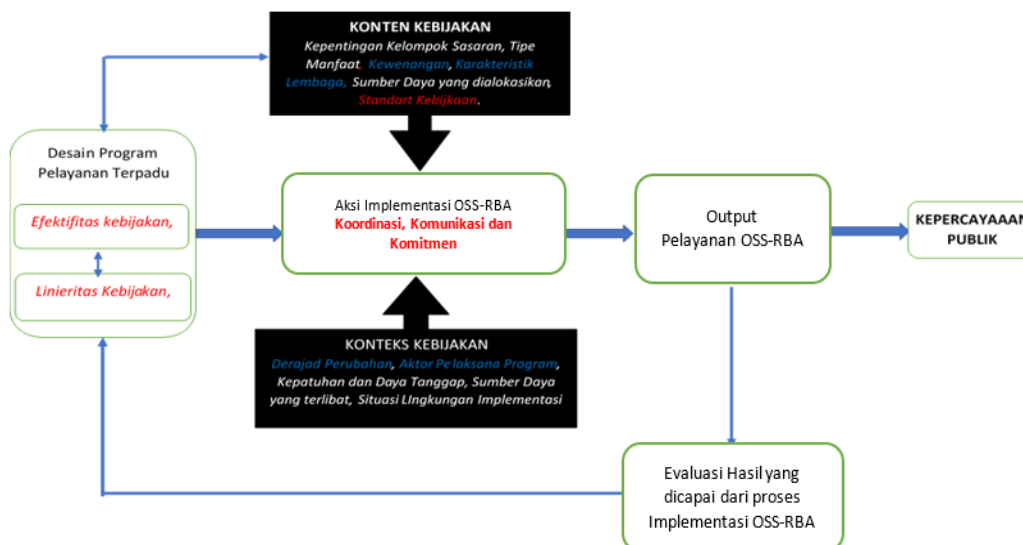 KONTEN KEBIJAKAN
Kepentingan Kelompok Sasaran, Tipe
Manfaat, Kewenangan, Karakteristik
Lembaga, Sumber Daya yang dialokasikan,
Standart Kebijkaan.
Desain Program
Pelayanan Terpadu
Efektifitas kebijakan,
Linieritas Kebijakan,
Aksi Implementasi OSS-RBA
Koordinasi, Komunikasi dan
Komitmen
Output
Pelayanan OSS-RBA
KEPERCAYAAAN
PUBLIK
KONTEKS KEBIJAKAN
Derajad Perubahan, Aktor Pelaksana Program,
Kepatuhan dan Daya Tanggap, Sumber Daya
yang terlibat, Situasi LIngkungan Implementasi
Evaluasi Hasil yang
dicapai dari proses
Implementasi OSS-RBA